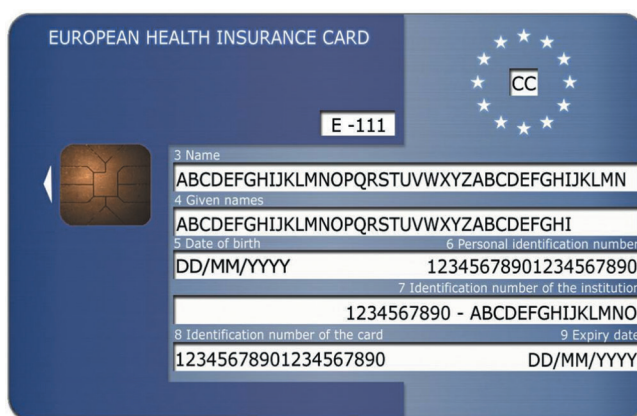 EUROPEAN HEALTH INSURANCE CARD
CC
E -111
3 Name
ABCDEFGHIJKLMNOPQRSTUVWXYZABCDEFGHIJKLMN
4 Given names
ABCDEFGHIJKLMNOPQRSTUVWXYZABCDEFGHI
5 Date of birth 6 Personal identification number
DD/MM/YYYY 12345678901234567890
7 Identification number of the institution
1234567890 - ABCDEFGHIJKLMNO
8 Identification number of the card 9 Expiry date
12345678901234567890 DD/MM/YYYY